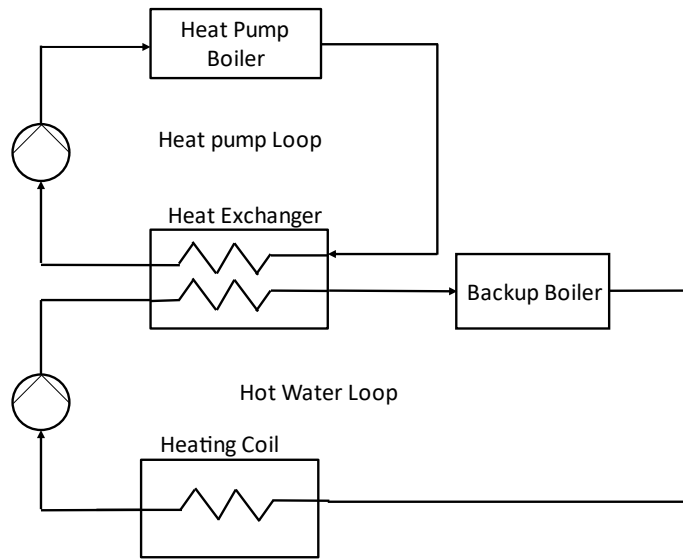 Heat Pump
Boiler
Heat pump Loop
Heat Exchanger
Backup Boiler
Hot Water Loop
Heating Coil